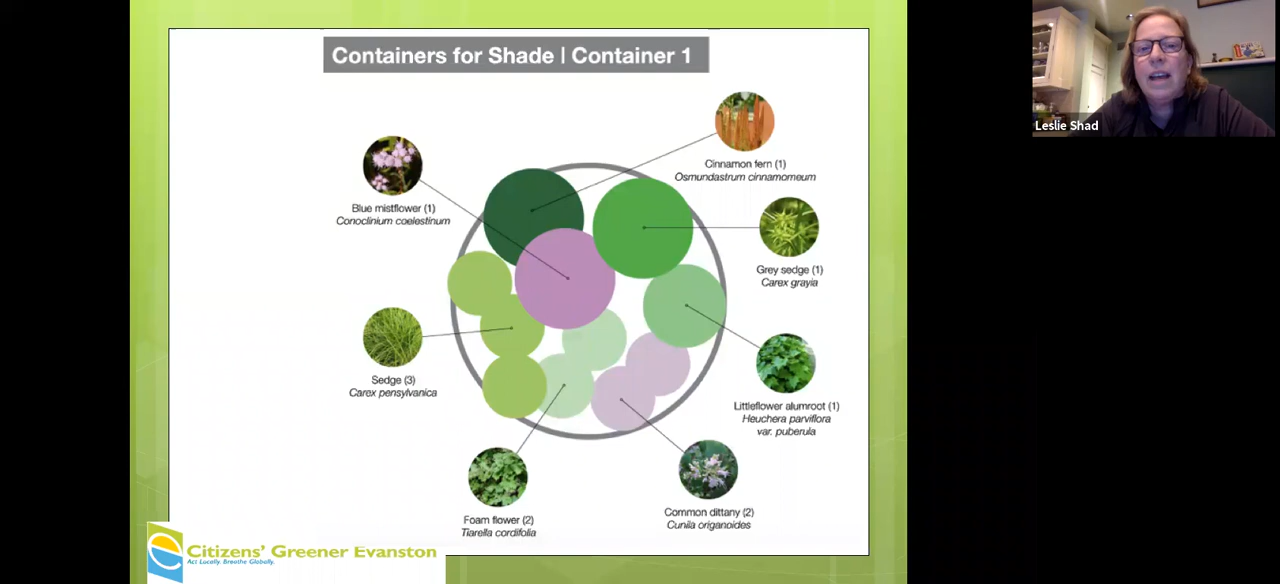 Containers for Shade | Container 1
Leslie Shad
Cinnamon fern (1)
Osmundastrum cinnamomeum
Blue mistflower (1)
Conoclinium coelestinum
Grey sedge (1)
Carex grayia
Sedge (3)
Carex pensylvanica
Littleflower alumroot (1)
Heuchera parviflora
var. puberula
Foam flower (2)
Tiarella cordifolia
Common dittany (2)
Cunila origanoides
Citizens' Greener Evanston
Act Locally. Breathe Globally.